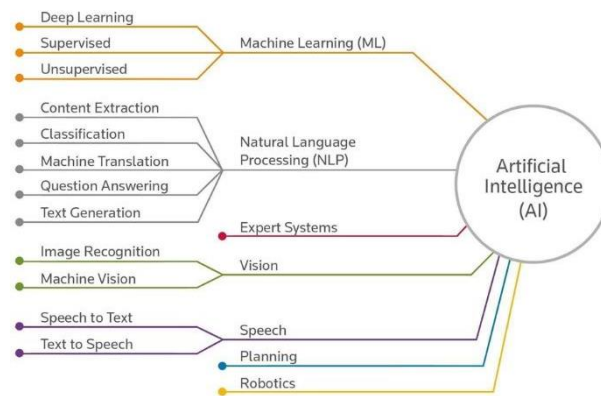 Deep Learning
Supervised
Unsupervised
Machine Learning (ML)
Content Extraction
Classification
Machine Translation
Question Answering
Text Generation
Natural Language
Processing (NLP)
Expert Systems
Image Recognition
Machine Vision
Vision
Speech to Text
Text to Speech
Speech
Planning
Robotics
Artificial
Intelligence
(AI)